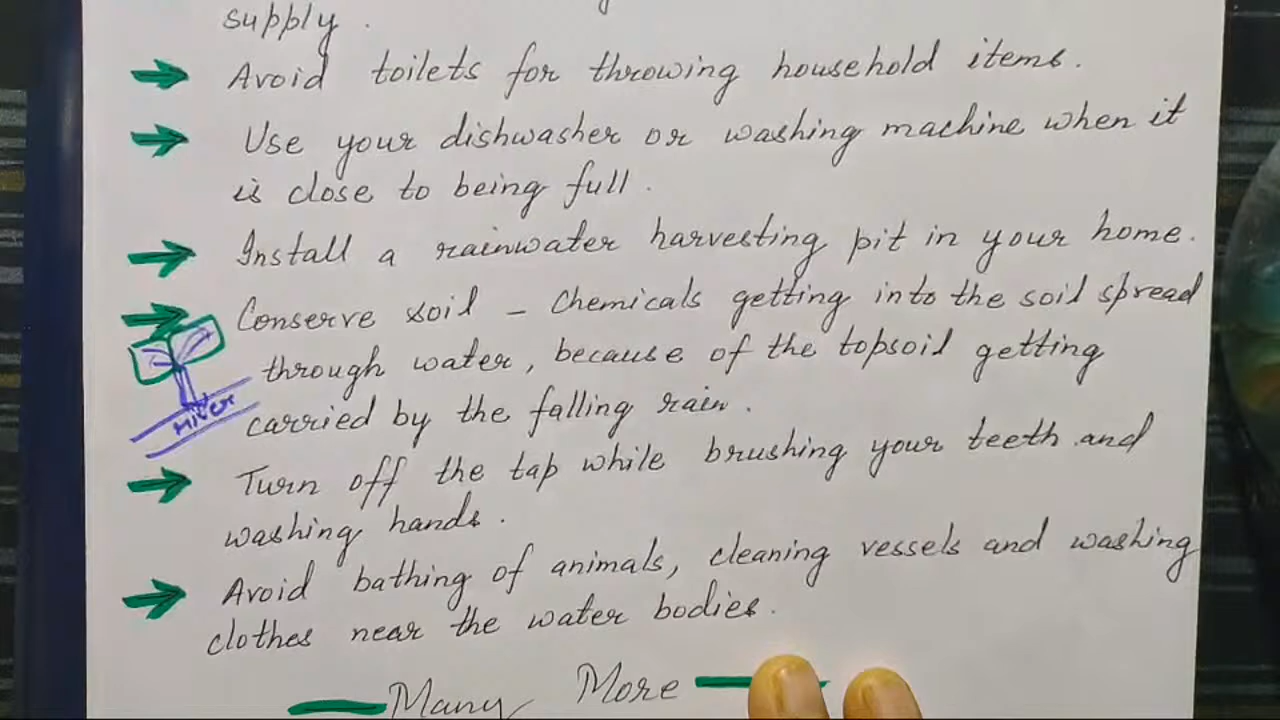 supply.
→ Avoid toilets for throwing household items.
→ Use your dishwasher or washing machine when it
is close to being full.
→ Install a rainwater harvesting pit in your home.
→ Conserve soil - Chemicals getting into the soil spread
through water, because of the topsoil getting
carried by the falling rain.
→ Turn off the tap while brushing your teeth and
washing hands.
→ Avoid bathing of animals, cleaning vessels and washing
clothes near the water bodies.
Many More